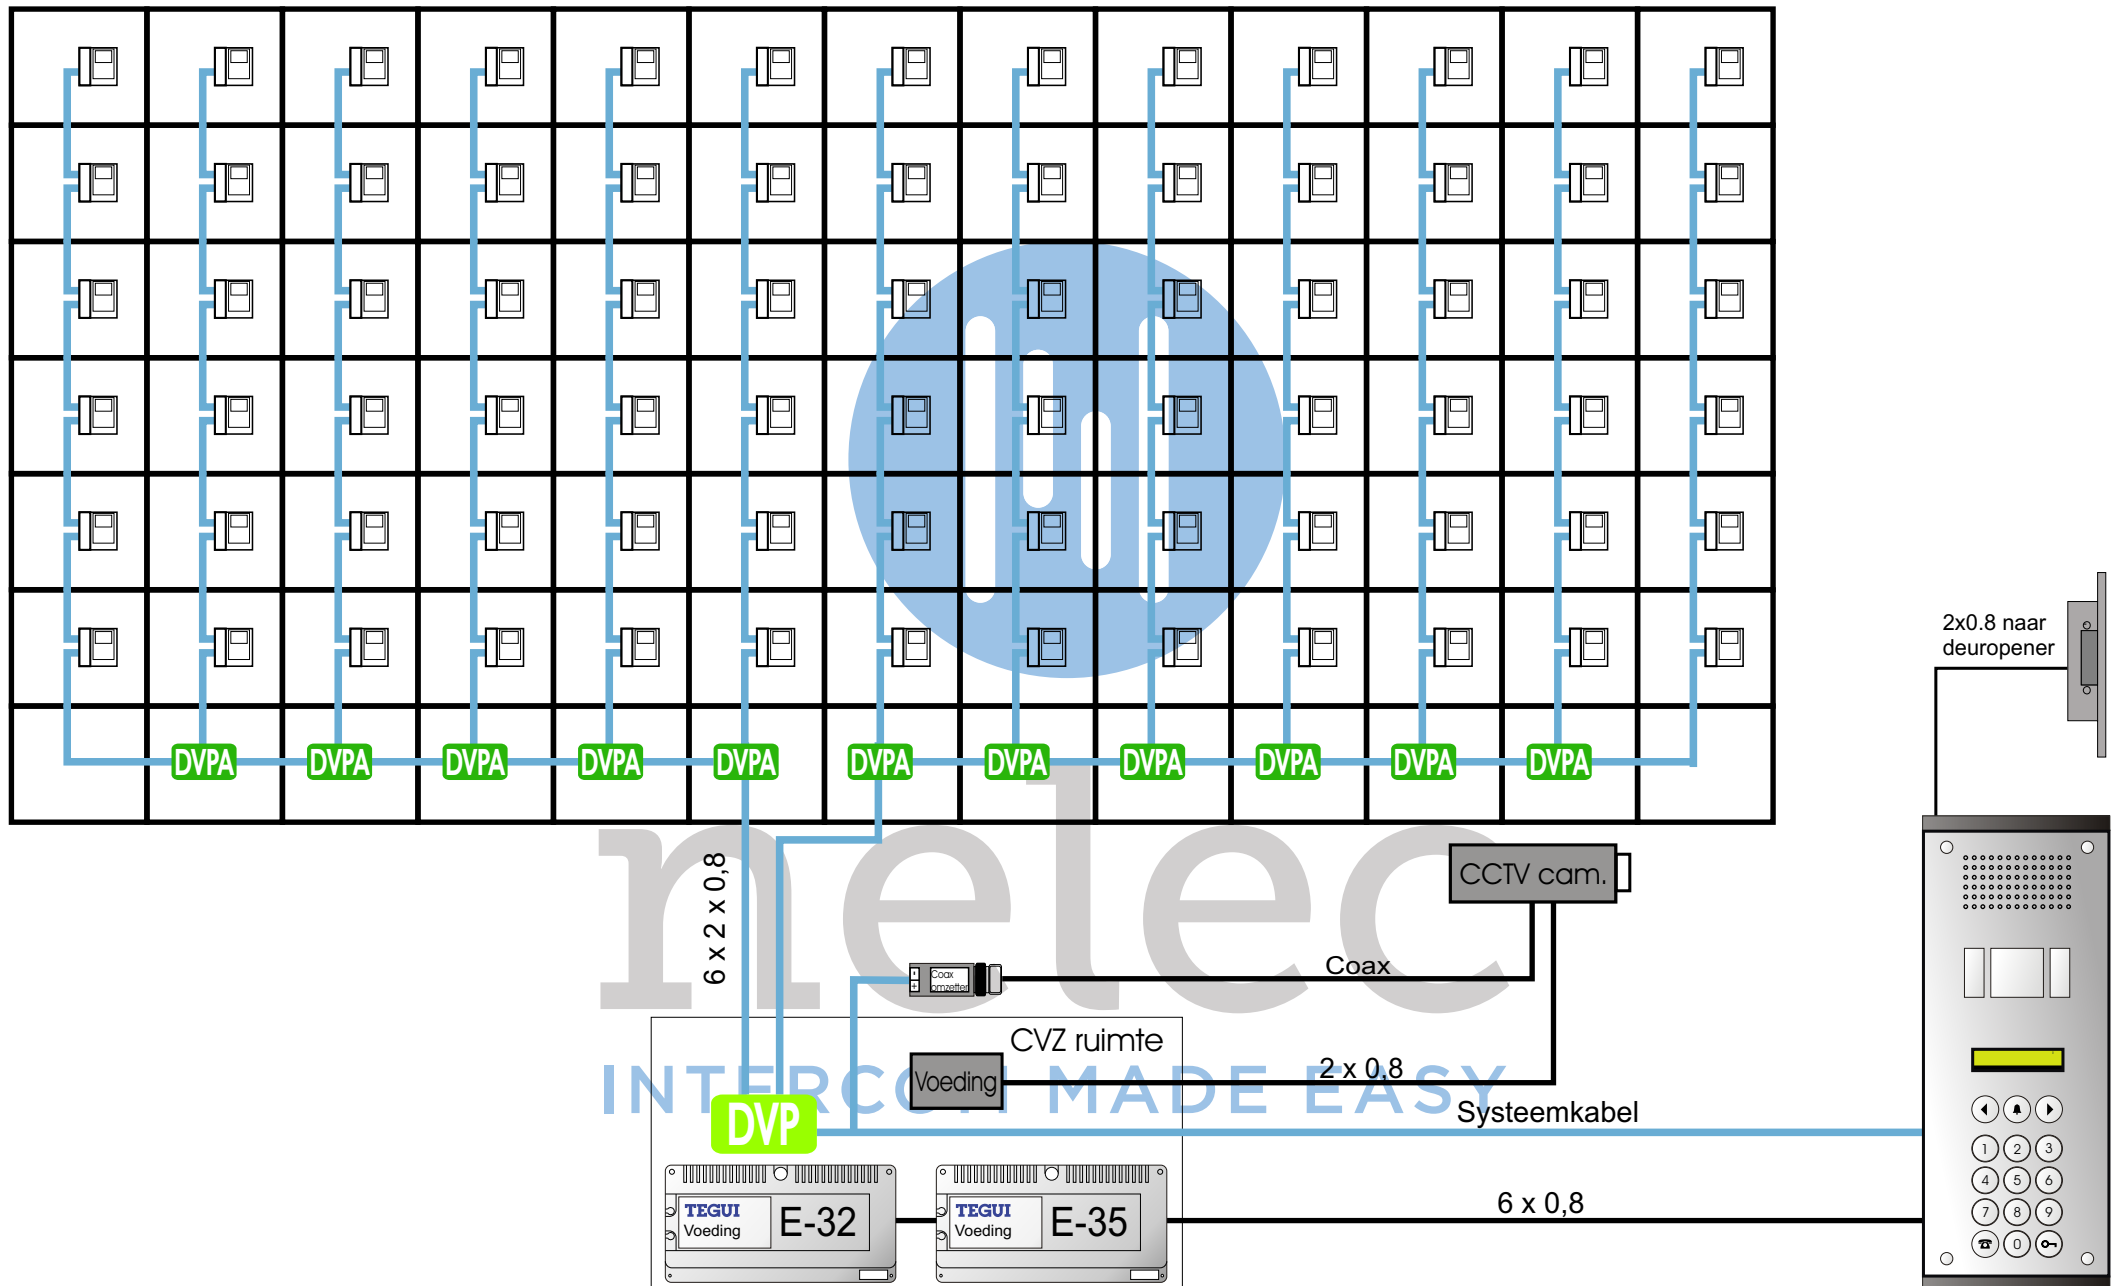 2x0.8 naar
deuropener
DVPA DVPA DVPA DVPA DVPA DVPA DVPA DVPA DVPA DVPA DVPA
nelec
INTERCOM MADE EASY
6 x 2 x 0,8
CCTV cam.
Coax
- +
Coax
omzetter
CVZ ruimte
Voeding
2 x 0,8
DVP
Systeemkabel
TEGUI
Voeding
E-32
TEGUI
Voeding
E-35
6 x 0,8
1 2 3
4 5 6
7 8 9
0